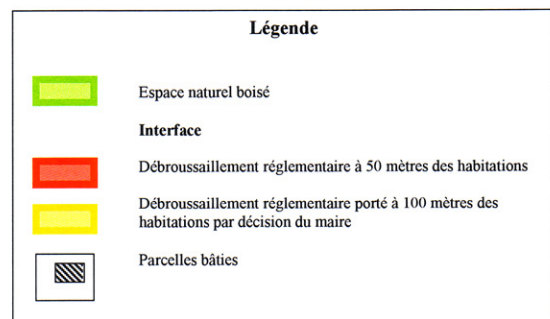 Légende
Espace naturel boisé
Interface
Débroussaillement réglementaire à 50 mètres des habitations
Débroussaillement réglementaire porté à 100 mètres des
habitations par décision du maire
Parcelles bâties